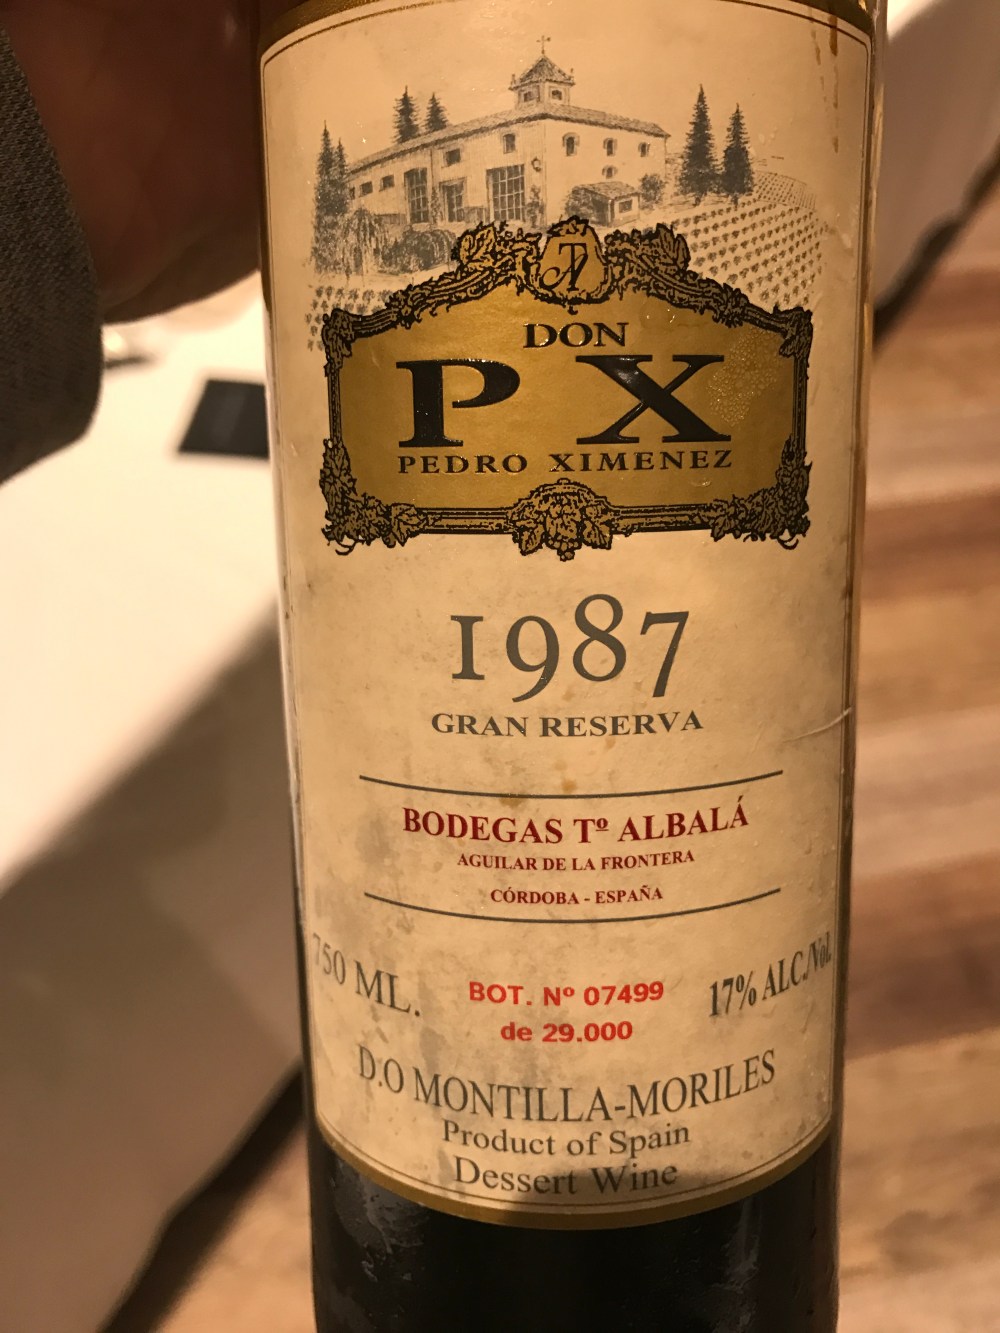 TA
DON
PX
PEDRO XIMENEZ
1987
GRAN RESERVA
BODEGAS Tº ALBALÁ
AGUILAR DE LA FRONTERA
CÓRDOBA - ESPAÑA
750 ML.
BOT. Nº 07499
de 29.000
17% ALC./Vol.
D.O MONTILLA-MORILES
Product of Spain
Dessert Wine